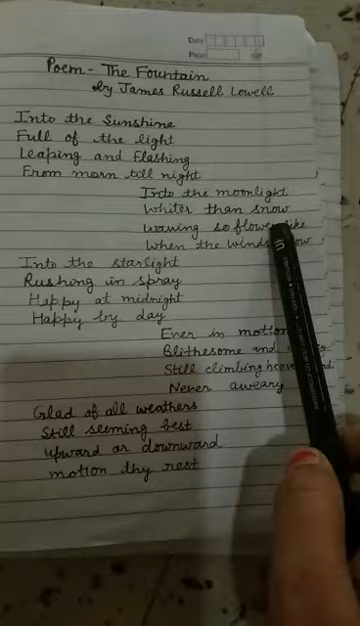 Date
Page
Poem - The Fountain
by James Russell Lowell
Into the Sunshine
Full of the light
Leaping and Flashing
From morn till night
Into the moonlight
Whiter than snow
waving so flower like
When the winds
Into the starlight
Rushing in spray
Happy at midnight
Happy by day
Ever in motion
Blithesome and
Still climbing
Never aweary
Glad of all weathers
Still seeming best
upward or downward
motion thy rest